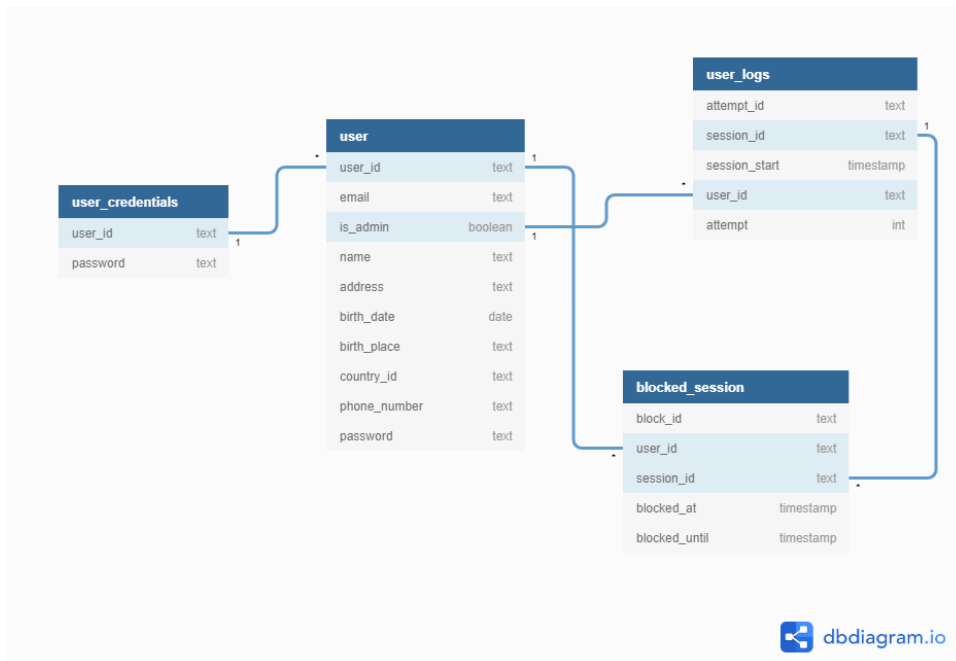 user_credentials
user_id text
password text
user
user_id text
email text
is_admin boolean
name text
address text
birth_date date
birth_place text
country_id text
phone_number text
password text
user_logs
attempt_id text
session_id text
session_start timestamp
user_id text
attempt int
blocked_session
block_id text
user_id text
session_id text
blocked_at timestamp
blocked_until timestamp
1
*
1
1
*
1
*
*
dbdiagram.io